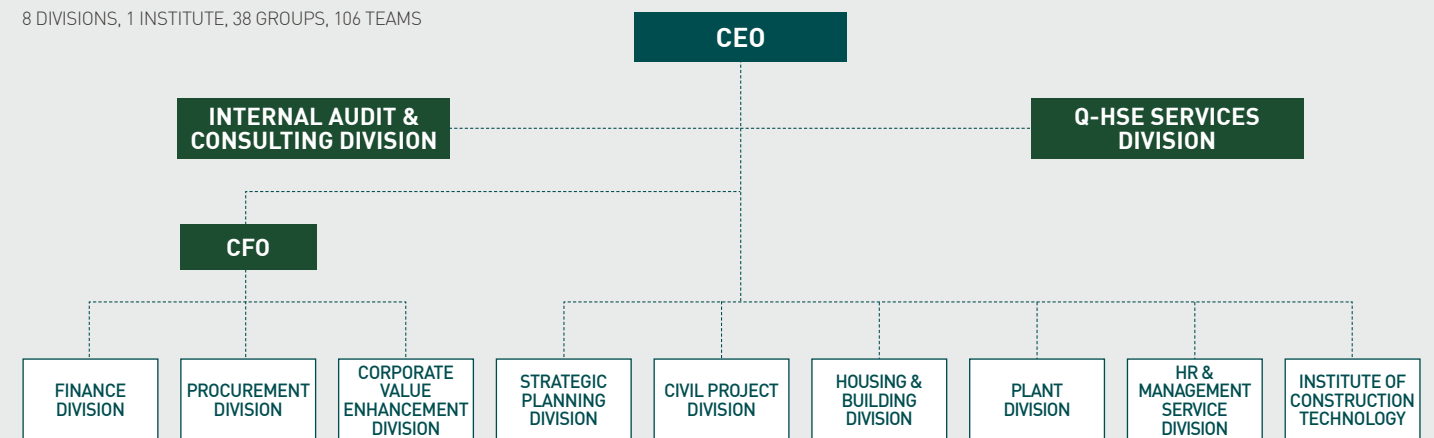 8 DIVISIONS, 1 INSTITUTE, 38 GROUPS, 106 TEAMS
CEO
INTERNAL AUDIT &
CONSULTING DIVISION
Q-HSE SERVICES
DIVISION
CFO
FINANCE
DIVISION
PROCUREMENT
DIVISION
CORPORATE
VALUE
ENHANCEMENT
DIVISION
STRATEGIC
PLANNING
DIVISION
CIVIL PROJECT
DIVISION
HOUSING &
BUILDING
DIVISION
PLANT
DIVISION
HR &
MANAGEMENT
SERVICE
DIVISION
INSTITUTE OF
CONSTRUCTION
TECHNOLOGY